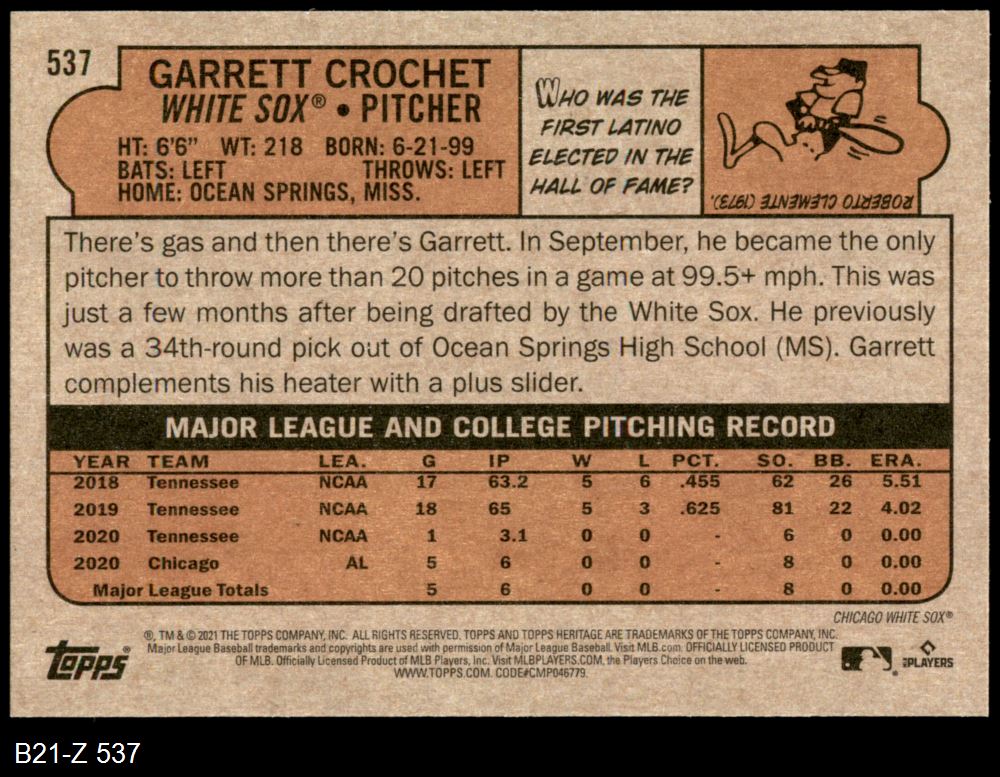 537
GARRETT CROCHET
WHITE SOX® • PITCHER
HT: 6'6" WT: 218 BORN: 6-21-99
BATS: LEFT THROWS: LEFT
HOME: OCEAN SPRINGS, MISS.
WHO WAS THE
FIRST LATINO
ELECTED IN THE
HALL OF FAME?
ROBERTO CLEMENTE (1973).
There's gas and then there's Garrett. In September, he became the only
pitcher to throw more than 20 pitches in a game at 99.5+ mph. This was
just a few months after being drafted by the White Sox. He previously
was a 34th-round pick out of Ocean Springs High School (MS). Garrett
complements his heater with a plus slider.
MAJOR LEAGUE AND COLLEGE PITCHING RECORD
YEAR TEAM LEA. G IP W L PCT. SO. BB. ERA.
2018 Tennessee NCAA 17 63.2 5 6 .455 62 26 5.51
2019 Tennessee NCAA 18 65 5 3 .625 81 22 4.02
2020 Tennessee NCAA 1 3.1 0 0 - 6 0 0.00
2020 Chicago AL 5 6 0 0 - 8 0 0.00
Major League Totals 5 6 0 0 - 8 0 0.00
CHICAGO WHITE SOX®
®, TM & © 2021 THE TOPPS COMPANY, INC. ALL RIGHTS RESERVED. TOPPS AND TOPPS HERITAGE ARE TRADEMARKS OF THE TOPPS COMPANY, INC.
Major League Baseball trademarks and copyrights are used with permission of Major League Baseball. Visit MLB.com. OFFICIALLY LICENSED PRODUCT
OF MLB. Officially Licensed Product of MLB Players, Inc. Visit MLBPLAYERS.COM, the Players Choice on the web.
WWW.TOPPS.COM. CODE#CMP046779.
Topps®
MLB PLAYERS
B21-Z 537